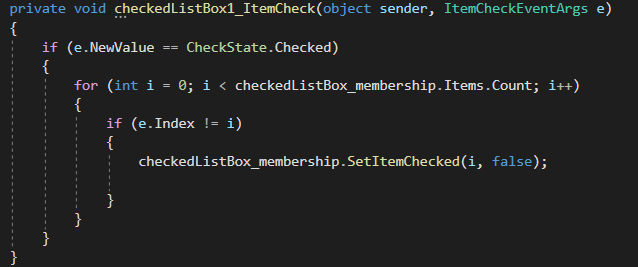 private void checkedListBox1_ItemCheck(object sender, ItemCheckEventArgs e)
{
    if (e.NewValue == CheckState.Checked)
    {
        for (int i = 0; i < checkedListBox_membership.Items.Count; i++)
        {
            if (e.Index != i)
            {
                checkedListBox_membership.SetItemChecked(i, false);

            }
        }
    }
}